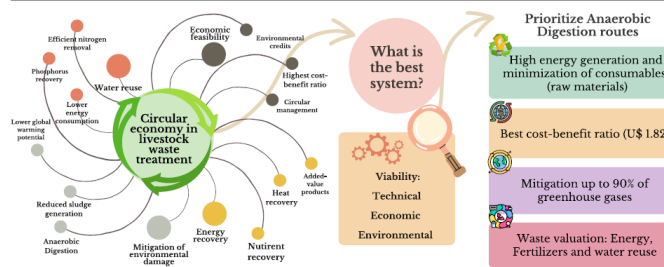 Efficient nitrogen
removal
Phosphorus
recovery
Water reuse
Lower
energy
consumption
Lower global
warming
potential
Reduced sludge
generation
Anaerobic
Digestion
Mitigation of
environmental
damage
Energy
recovery
Nutrient
recovery
Heat
recovery
Added-
value
products
Circular
management
Highest cost-
benefit ratio
Environmental
credits
Economic
feasibility
Circular
economy in
livestock
waste
treatment
What is
the best
system?
Viability:
Technical
Economic
Environmental
Prioritize Anaerobic
Digestion routes
High energy generation and
minimization of consumables
(raw materials)
Best cost-benefit ratio (U$ 1.82
Mitigation up to 90% of
greenhouse gases
Waste valuation: Energy,
Fertilizers and water reuse